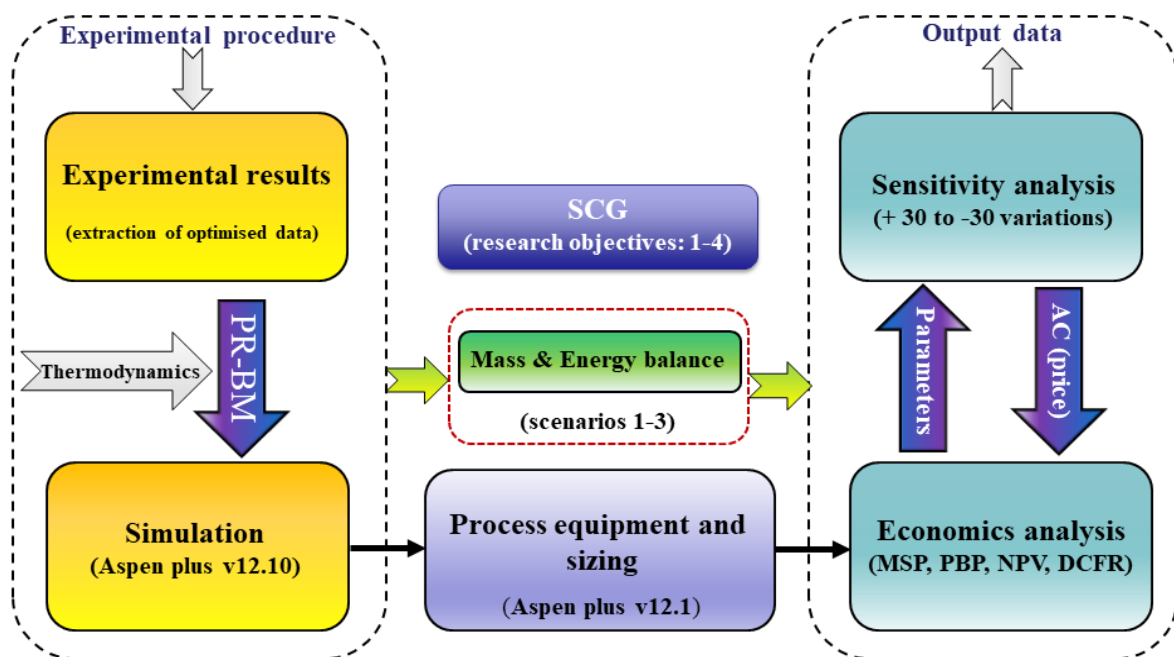 Experimental procedure
Experimental results
(extraction of optimised data)
Thermodynamics
PR-BM
Simulation
(Aspen plus v12.10)
SCG
(research objectives: 1-4)
Mass & Energy balance
(scenarios 1-3)
Process equipment and
sizing
(Aspen plus v12.1)
Output data
Sensitivity analysis
(+ 30 to -30 variations)
Parameters
AC (price)
Economics analysis
(MSP, PBP, NPV, DCFR)